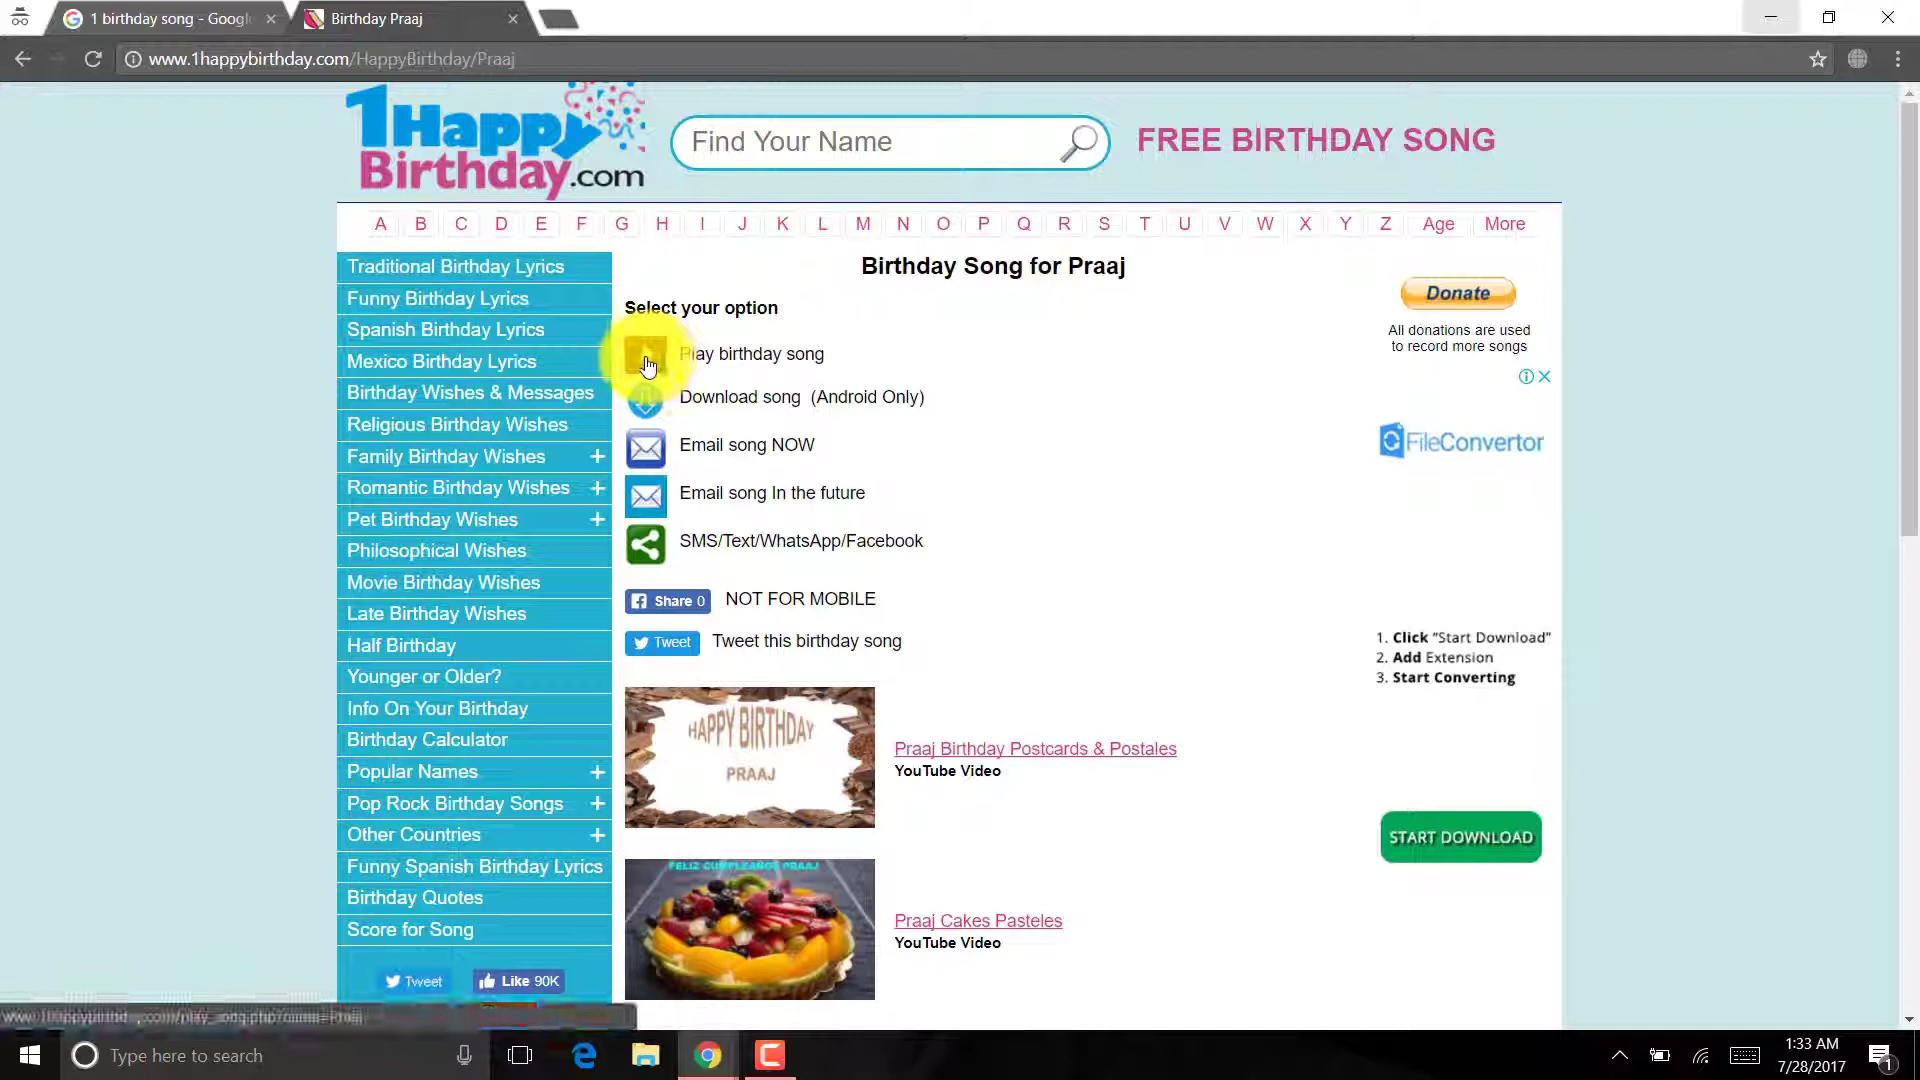 1 birthday song - Googl
Birthday Praaj
www.1happybirthday.com/HappyBirthday/Praaj
1Happy
Birthday.com
Find Your Name
FREE BIRTHDAY SONG
A B C D E F G H I J K L M N O P Q R S T U V W X Y Z Age More
Traditional Birthday Lyrics
Funny Birthday Lyrics
Spanish Birthday Lyrics
Mexico Birthday Lyrics
Birthday Wishes & Messages
Religious Birthday Wishes
Family Birthday Wishes +
Romantic Birthday Wishes +
Pet Birthday Wishes +
Philosophical Wishes
Movie Birthday Wishes
Late Birthday Wishes
Half Birthday
Younger or Older?
Info On Your Birthday
Birthday Calculator
Popular Names +
Pop Rock Birthday Songs +
Other Countries +
Funny Spanish Birthday Lyrics
Birthday Quotes
Score for Song
Tweet
Like 90K
Birthday Song for Praaj
Select your option
Play birthday song
Download song (Android Only)
Email song NOW
Email song In the future
SMS/Text/WhatsApp/Facebook
Share 0 NOT FOR MOBILE
Tweet Tweet this birthday song
HAPPY BIRTHDAY
PRAAJ
Praaj Birthday Postcards & Postales
YouTube Video
FELIZ CUMPLEAÑOS PRAAJ
Praaj Cakes Pasteles
YouTube Video
Donate
All donations are used
to record more songs
FileConvertor
1. Click "Start Download"
2. Add Extension
3. Start Converting
START DOWNLOAD
Type here to search
1:33 AM
7/28/2017
1